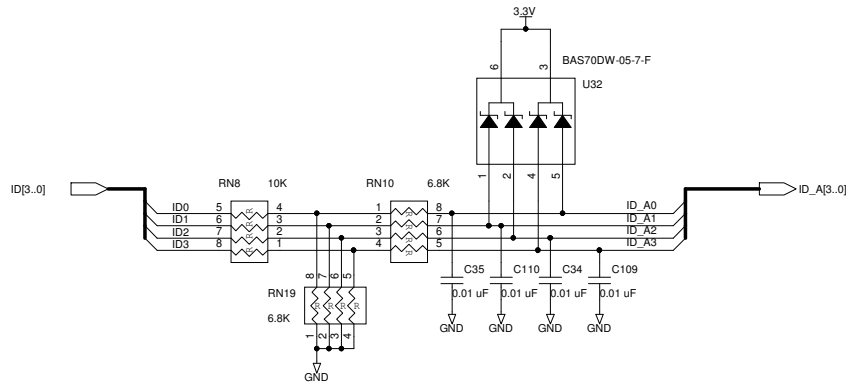 3.3V
6
3
BAS70DW-05-7-F
U32
1
2
4
5
ID[3..0]
RN8
10K
RN10
6.8K
ID_A[3..0]
ID0
5
4
1
8
ID_A0
ID1
6
3
2
7
ID_A1
ID2
7
2
3
6
ID_A2
ID3
8
1
4
5
ID_A3
R
R
R
R
R
R
R
R
8
7
6
5
RN19
R
R
R
R
6.8K
1
2
3
4
GND
C35
0.01 uF
GND
C110
0.01 uF
GND
C34
0.01 uF
GND
C109
0.01 uF
GND